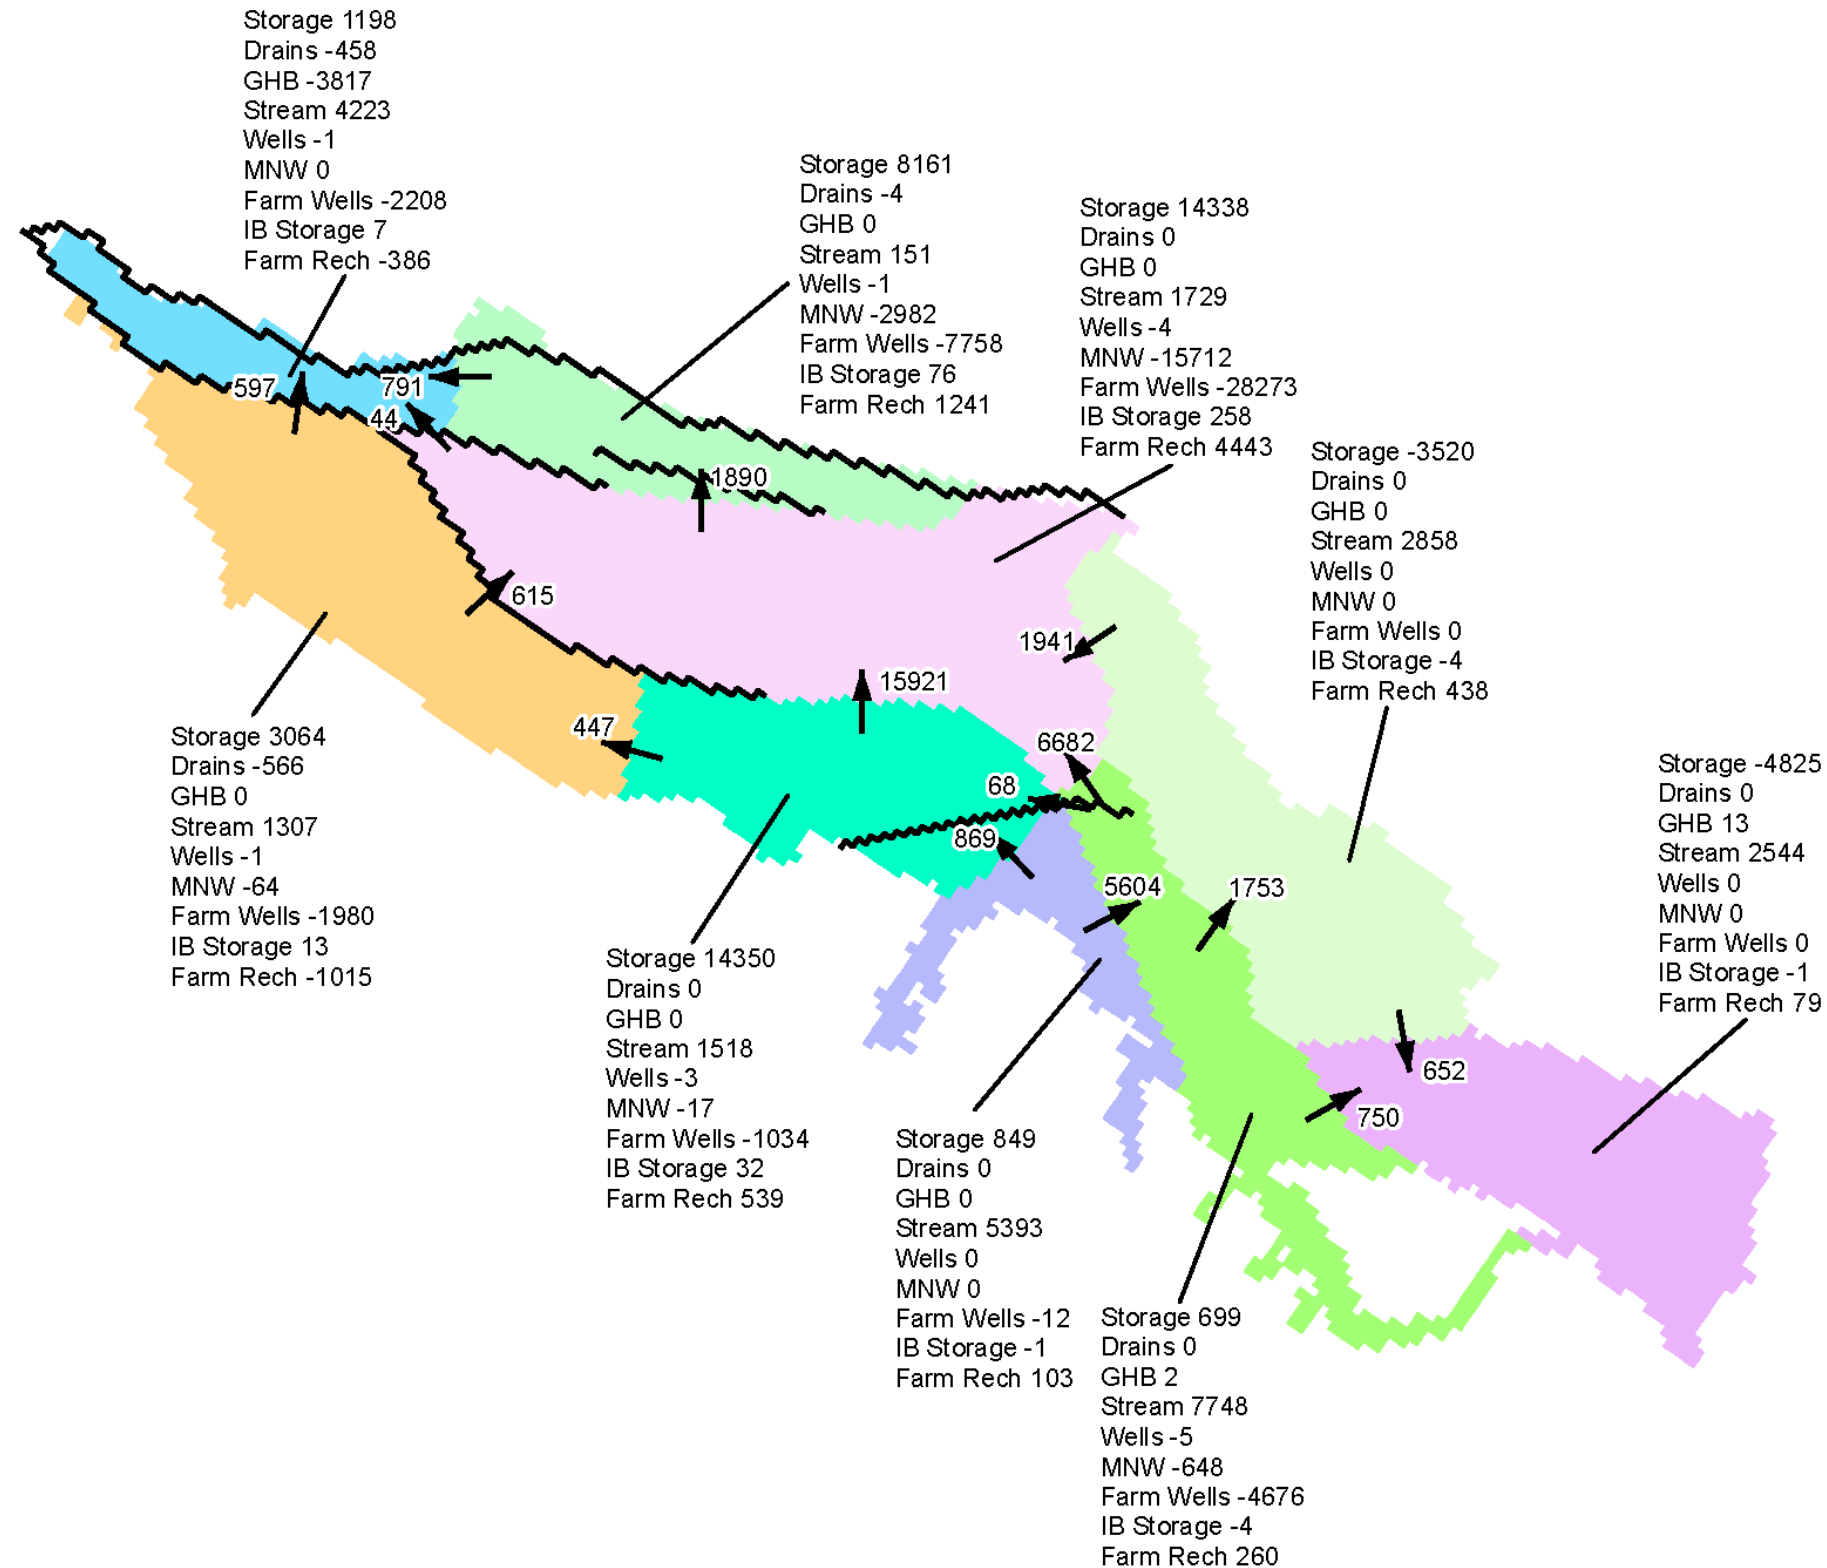 Storage 1198
Drains -458
GHB -3817
Stream 4223
Wells -1
MNW 0
Farm Wells -2208
IB Storage 7
Farm Rech -386
Storage 8161
Drains -4
GHB 0
Stream 151
Wells -1
MNW -2982
Farm Wells -7758
IB Storage 76
Farm Rech 1241
Storage 14338
Drains 0
GHB 0
Stream 1729
Wells -4
MNW -15712
Farm Wells -28273
IB Storage 258
Farm Rech 4443
Storage -3520
Drains 0
GHB 0
Stream 2858
Wells 0
MNW 0
Farm Wells 0
IB Storage -4
Farm Rech 438
597
791
44
1890
615
1941
15921
447
6682
68
869
5604
1753
652
750
Storage 3064
Drains -566
GHB 0
Stream 1307
Wells -1
MNW -64
Farm Wells -1980
IB Storage 13
Farm Rech -1015
Storage -4825
Drains 0
GHB 13
Stream 2544
Wells 0
MNW 0
Farm Wells 0
IB Storage -1
Farm Rech 79
Storage 14350
Drains 0
GHB 0
Stream 1518
Wells -3
MNW -17
Farm Wells -1034
IB Storage 32
Farm Rech 539
Storage 849
Drains 0
GHB 0
Stream 5393
Wells 0
MNW 0
Farm Wells -12
IB Storage -1
Farm Rech 103
Storage 699
Drains 0
GHB 2
Stream 7748
Wells -5
MNW -648
Farm Wells -4676
IB Storage -4
Farm Rech 260